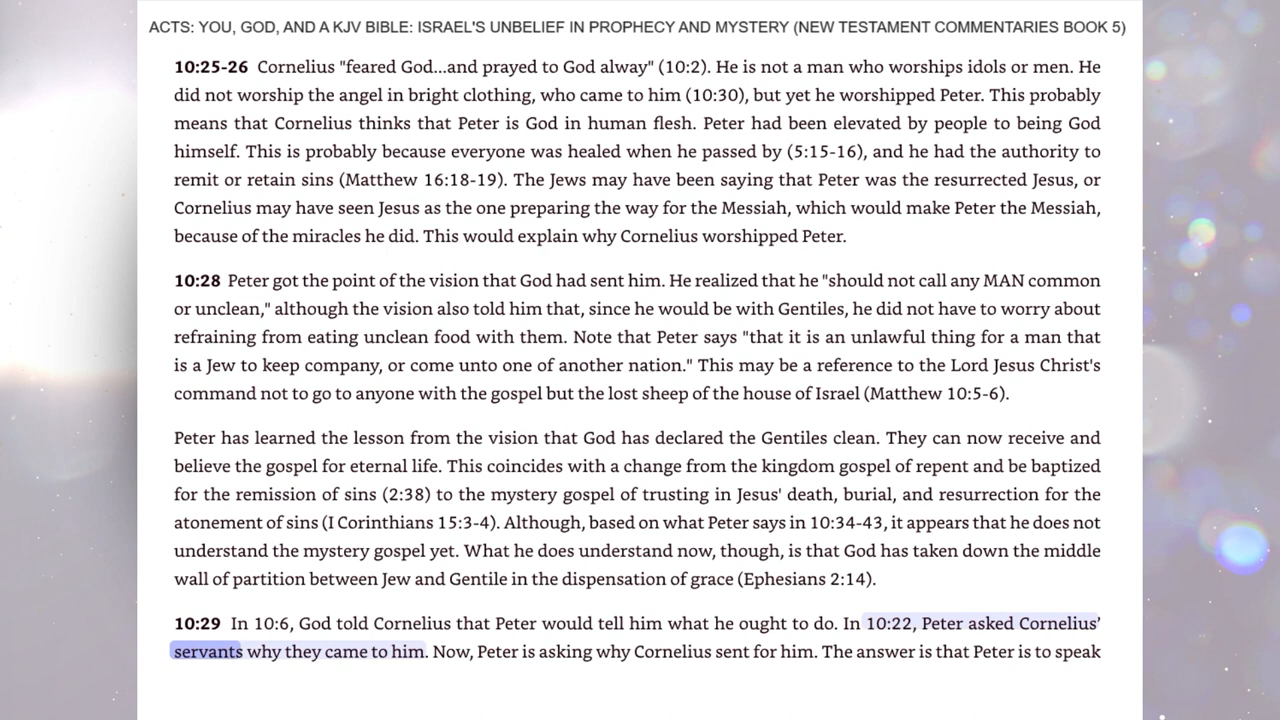 ACTS: YOU, GOD, AND A KJV BIBLE: ISRAEL'S UNBELIEF IN PROPHECY AND MYSTERY (NEW TESTAMENT COMMENTARIES BOOK 5)
10:25-26 Cornelius "feared God...and prayed to God alway" (10:2). He is not a man who worships idols or men. He
did not worship the angel in bright clothing, who came to him (10:30), but yet he worshipped Peter. This probably
means that Cornelius thinks that Peter is God in human flesh. Peter had been elevated by people to being God
himself. This is probably because everyone was healed when he passed by (5:15-16), and he had the authority to
remit or retain sins (Matthew 16:18-19). The Jews may have been saying that Peter was the resurrected Jesus, or
Cornelius may have seen Jesus as the one preparing the way for the Messiah, which would make Peter the Messiah,
because of the miracles he did. This would explain why Cornelius worshipped Peter.
10:28 Peter got the point of the vision that God had sent him. He realized that he "should not call any MAN common
or unclean," although the vision also told him that, since he would be with Gentiles, he did not have to worry about
refraining from eating unclean food with them. Note that Peter says "that it is an unlawful thing for a man that
is a Jew to keep company, or come unto one of another nation." This may be a reference to the Lord Jesus Christ's
command not to go to anyone with the gospel but the lost sheep of the house of Israel (Matthew 10:5-6).
Peter has learned the lesson from the vision that God has declared the Gentiles clean. They can now receive and
believe the gospel for eternal life. This coincides with a change from the kingdom gospel of repent and be baptized
for the remission of sins (2:38) to the mystery gospel of trusting in Jesus' death, burial, and resurrection for the
atonement of sins (I Corinthians 15:3-4). Although, based on what Peter says in 10:34-43, it appears that he does not
understand the mystery gospel yet. What he does understand now, though, is that God has taken down the middle
wall of partition between Jew and Gentile in the dispensation of grace (Ephesians 2:14).
10:29 In 10:6, God told Cornelius that Peter would tell him what he ought to do. In 10:22, Peter asked Cornelius’
servants why they came to him. Now, Peter is asking why Cornelius sent for him. The answer is that Peter is to speak